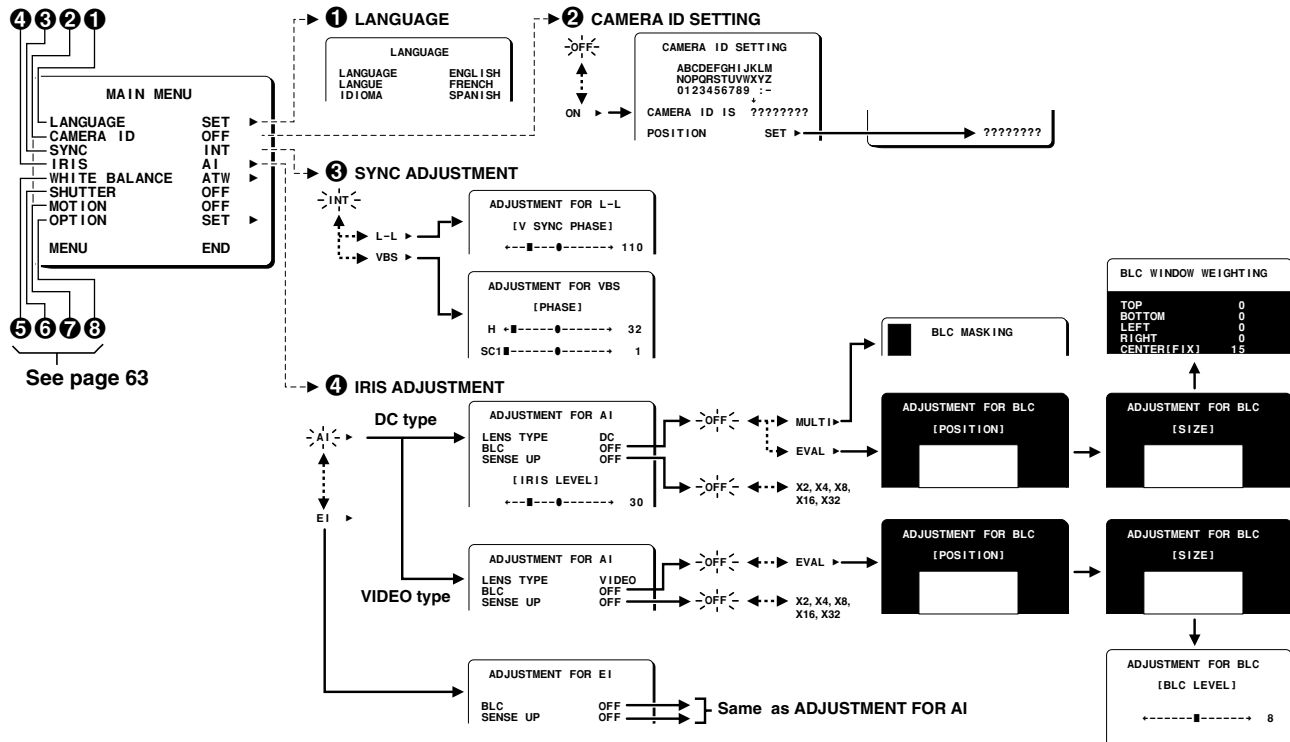 ❹❸❷❶
MAIN MENU
LANGUAGE SET ►
CAMERA ID OFF
SYNC INT
IRIS AI ►
WHITE BALANCE ATW ►
SHUTTER OFF
MOTION OFF
OPTION SET ►
MENU END
❺❻❼❽
See page 63
❶ LANGUAGE
LANGUAGE
LANGUAGE ENGLISH
LANGUE FRENCH
IDIOMA SPANISH
❷ CAMERA ID SETTING
OFF
ON ►
CAMERA ID SETTING
ABCDEFGHIJKLM
NOPQRSTUVWXYZ
0123456789 :-
CAMERA ID IS ????????
POSITION SET ►
????????
❸ SYNC ADJUSTMENT
INT
L-L ►
VBS ►
ADJUSTMENT FOR L-L
[V SYNC PHASE]
110
ADJUSTMENT FOR VBS
[PHASE]
H 32
SC1 1
❹ IRIS ADJUSTMENT
AI ►
EI ►
DC type
ADJUSTMENT FOR AI
LENS TYPE DC
BLC OFF
SENSE UP OFF
[IRIS LEVEL]
30
OFF
MULTI►
EVAL ►
OFF
X2, X4, X8,
X16, X32
BLC MASKING
ADJUSTMENT FOR BLC
[POSITION]
ADJUSTMENT FOR BLC
[SIZE]
BLC WINDOW WEIGHTING
TOP 0
BOTTOM 0
LEFT 0
RIGHT 0
CENTER[FIX] 15
VIDEO type
ADJUSTMENT FOR AI
LENS TYPE VIDEO
BLC OFF
SENSE UP OFF
OFF
EVAL ►
OFF
X2, X4, X8,
X16, X32
ADJUSTMENT FOR BLC
[POSITION]
ADJUSTMENT FOR BLC
[SIZE]
ADJUSTMENT FOR BLC
[BLC LEVEL]
8
ADJUSTMENT FOR EI
BLC OFF
SENSE UP OFF
Same as ADJUSTMENT FOR AI